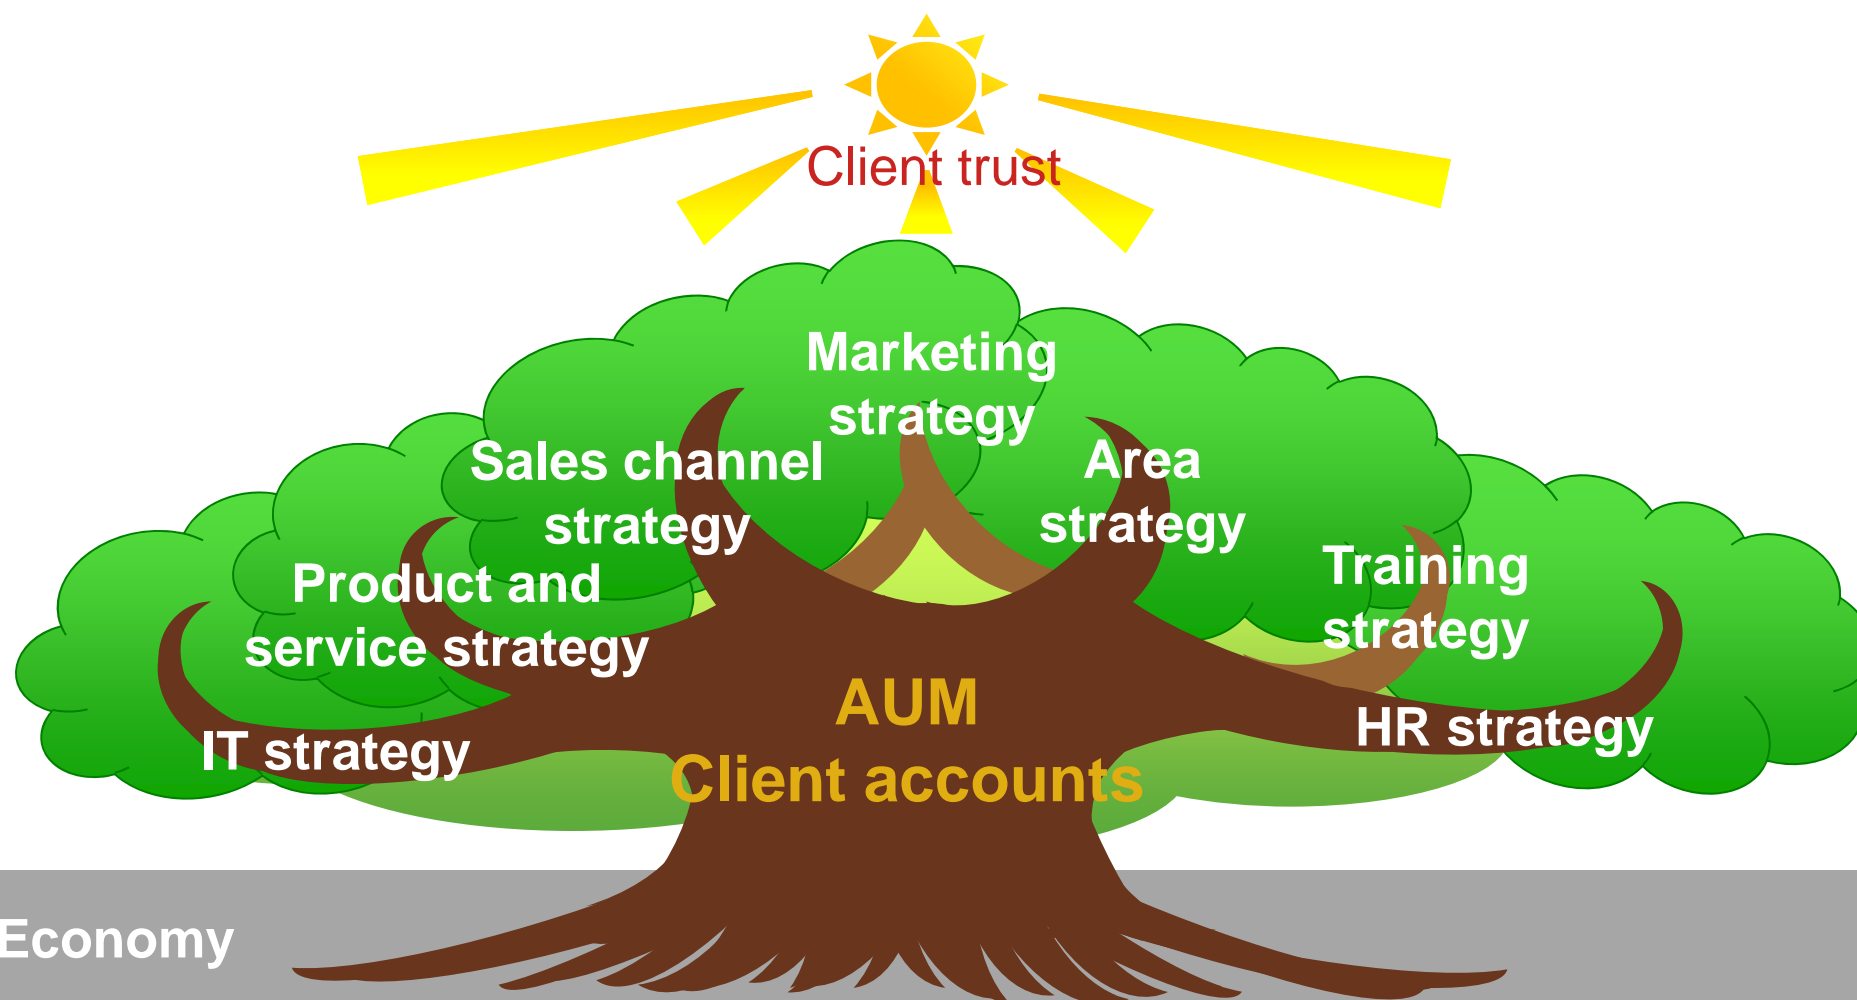 Client trust
Marketing
strategy
Sales channel
strategy
Area
strategy
Product and
service strategy
Training
strategy
IT strategy
HR strategy
AUM
Client accounts
Economy